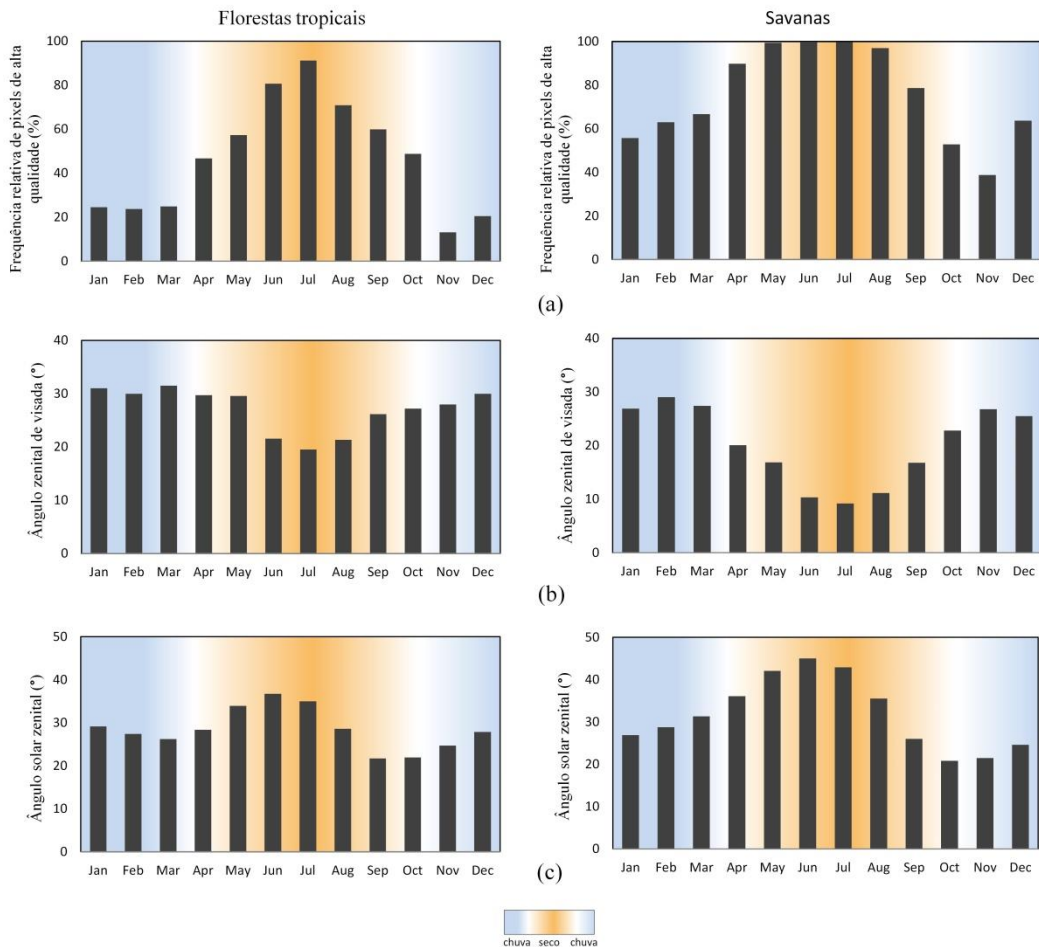 Florestas tropicais
Savanas
Frequência relativa de pixels de alta
qualidade (%)
100
80
60
40
20
0
Jan Feb Mar Apr May Jun Jul Aug Sep Oct Nov Dec
Frequência relativa de pixels de alta
qualidade (%)
100
80
60
40
20
0
Jan Feb Mar Apr May Jun Jul Aug Sep Oct Nov Dec
(a)
Ângulo zenital de visada (°)
40
30
20
10
0
Jan Feb Mar Apr May Jun Jul Aug Sep Oct Nov Dec
Ângulo zenital de visada (°)
40
30
20
10
0
Jan Feb Mar Apr May Jun Jul Aug Sep Oct Nov Dec
(b)
Ângulo solar zenital (°)
50
40
30
20
10
0
Jan Feb Mar Apr May Jun Jul Aug Sep Oct Nov Dec
Ângulo solar zenital (°)
50
40
30
20
10
0
Jan Feb Mar Apr May Jun Jul Aug Sep Oct Nov Dec
(c)
chuva seco chuva